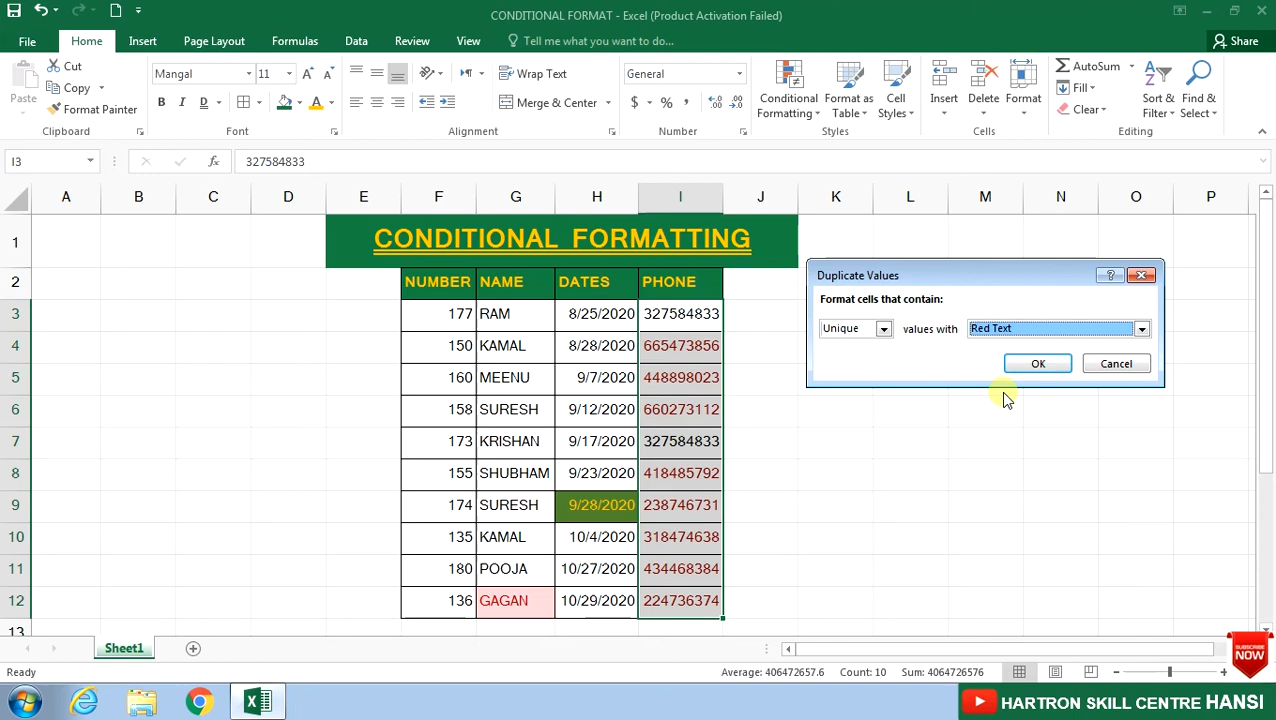 CONDITIONAL FORMAT - Excel (Product Activation Failed)
File Home Insert Page Layout Formulas Data Review View Tell me what you want to do... Share
Paste Cut Copy Format Painter Clipboard
Mangal 11 B I D Font
Wrap Text Merge & Center Alignment
General $ % , Number
Conditional Formatting Format as Table Cell Styles Styles
Insert Delete Format Cells
AutoSum Fill Clear Sort & Filter Find & Select Editing
I3 fx 327584833
A B C D E F G H I J K L M N O P
1 CONDITIONAL FORMATTING
2 NUMBER NAME DATES PHONE
3 177 RAM 8/25/2020 327584833
4 150 KAMAL 8/28/2020 665473856
5 160 MEENU 9/7/2020 448898023
6 158 SURESH 9/12/2020 660273112
7 173 KRISHAN 9/17/2020 327584833
8 155 SHUBHAM 9/23/2020 418485792
9 174 SURESH 9/28/2020 238746731
10 135 KAMAL 10/4/2020 318474638
11 180 POOJA 10/27/2020 434468384
12 136 GAGAN 10/29/2020 224736374
13
Duplicate Values ?
Format cells that contain:
Unique values with Red Text
OK Cancel
Sheet1
Ready Average: 406472657.6 Count: 10 Sum: 4064726576
SUBSCRIBE NOW
HARTRON SKILL CENTRE HANSI